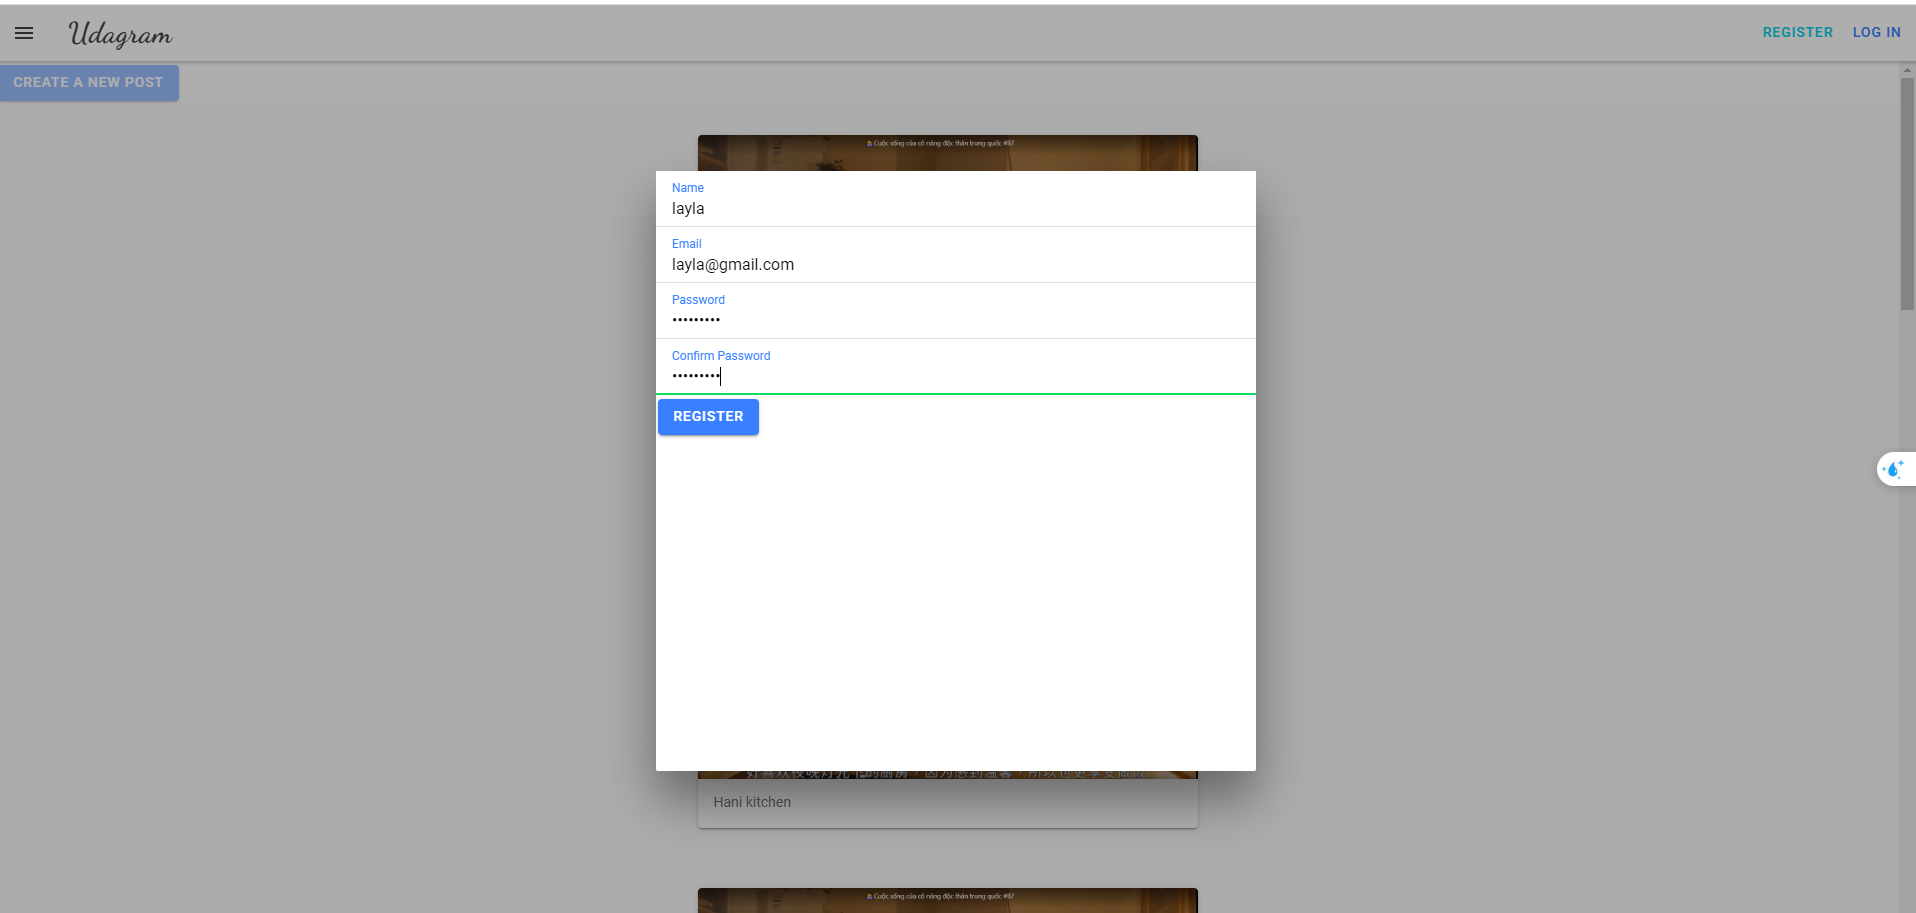 Udagram
REGISTER
LOG IN
CREATE A NEW POST
Cuộc sống của cô nàng độc thân trung quốc #87
Name
layla
Email
layla@gmail.com
Password
•••••••••
Confirm Password
•••••••••
REGISTER
Hani kitchen
Cuộc sống của cô nàng độc thân trung quốc #87